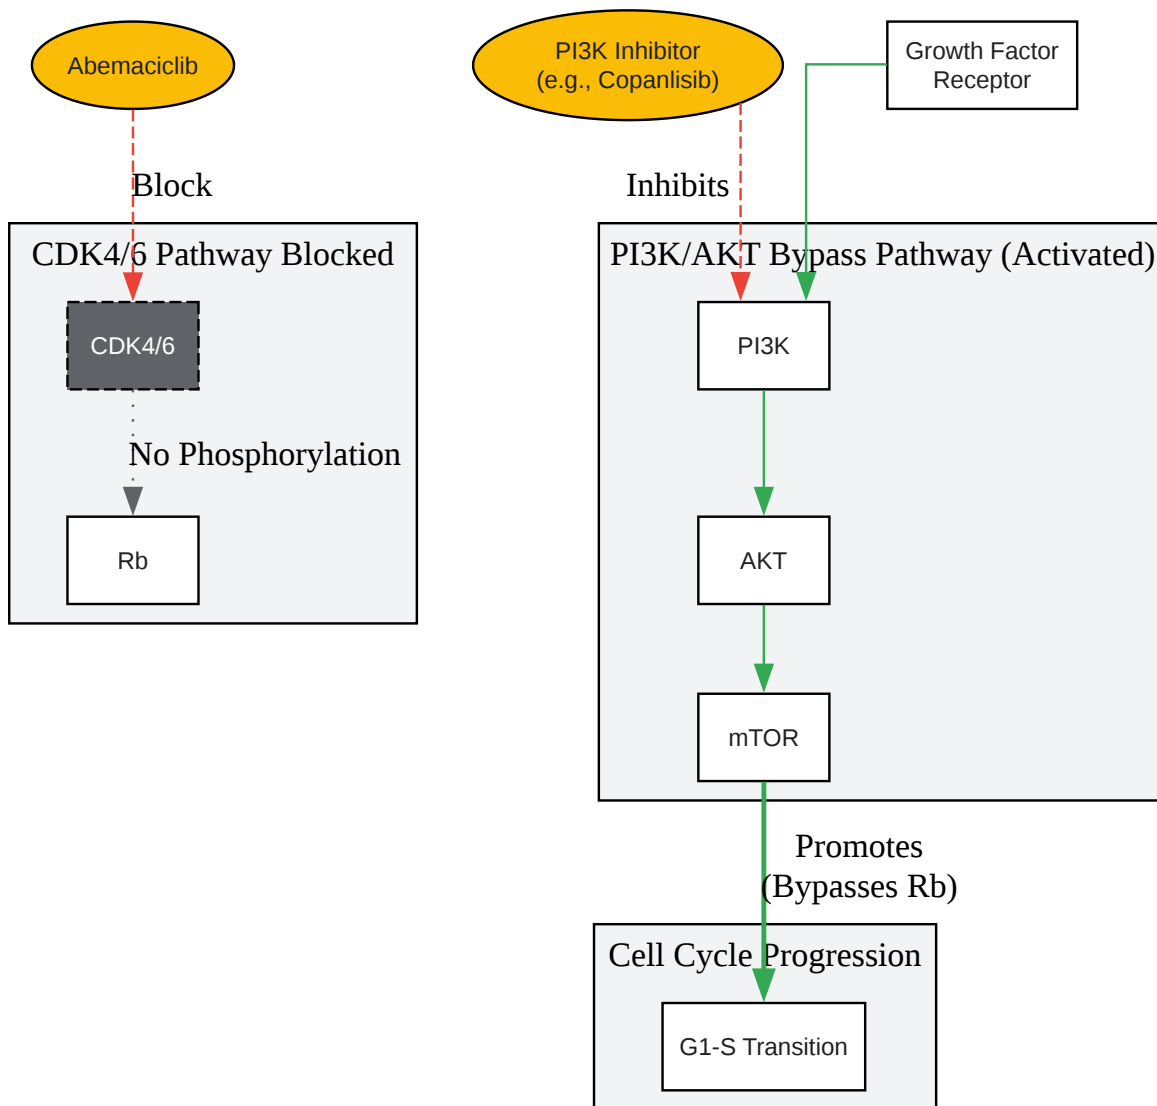 Abemaciclib
PI3K Inhibitor
(e.g., Copanlisib)
Growth Factor
Receptor
Block
Inhibits
CDK4/6 Pathway Blocked
PI3K/AKT Bypass Pathway (Activated)
CDK4/6
PI3K
No Phosphorylation
Rb
AKT
mTOR
Promotes
(Bypasses Rb)
Cell Cycle Progression
G1-S Transition